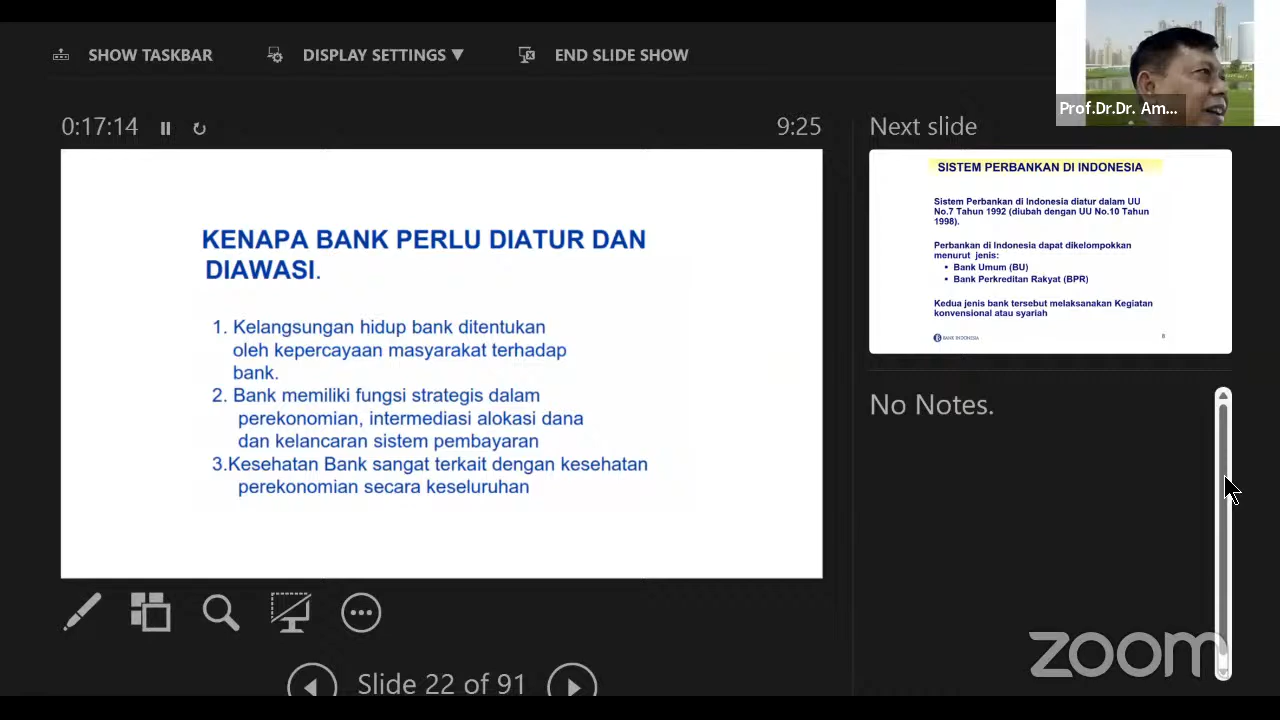 SHOW TASKBAR
DISPLAY SETTINGS ▼
END SLIDE SHOW
Prof.Dr.Dr. Am...
0:17:14
9:25
Next slide
KENAPA BANK PERLU DIATUR DAN
DIAWASI.
1. Kelangsungan hidup bank ditentukan
oleh kepercayaan masyarakat terhadap
bank.
2. Bank memiliki fungsi strategis dalam
perekonomian, intermediasi alokasi dana
dan kelancaran sistem pembayaran
3.Kesehatan Bank sangat terkait dengan kesehatan
perekonomian secara keseluruhan
SISTEM PERBANKAN DI INDONESIA
Sistem Perbankan di Indonesia diatur dalam UU
No.7 Tahun 1992 (diubah dengan UU No.10 Tahun
1998).
Perbankan di Indonesia dapat dikelompokkan
menurut jenis:
• Bank Umum (BU)
• Bank Perkreditan Rakyat (BPR)
Kedua jenis bank tersebut melaksanakan Kegiatan
konvensional atau syariah
BANK INDONESIA
8
No Notes.
Slide 22 of 91
zoom